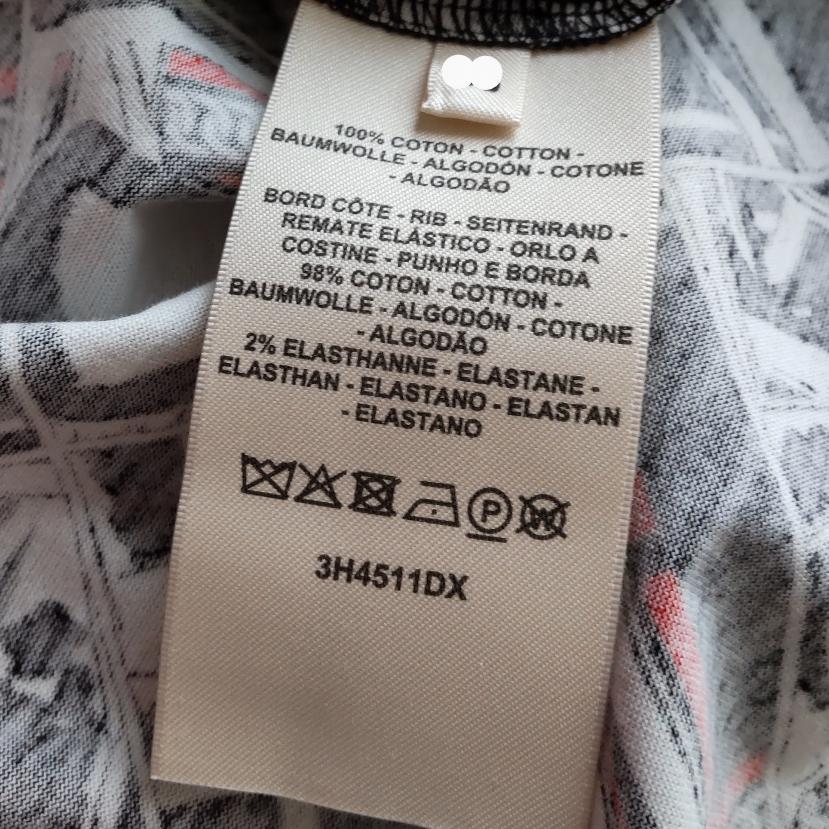 100% COTON - COTTON -
BAUMWOLLE - ALGODÓN - COTONE
- ALGODÃO
BORD CÔTE - RIB - SEITENRAND -
REMATE ELÁSTICO - ORLO A
COSTINE - PUNHO E BORDA
98% COTON - COTTON -
BAUMWOLLE - ALGODÓN - COTONE
- ALGODÃO
2% ELASTHANNE - ELASTANE -
ELASTHAN - ELASTANO - ELASTAN
- ELASTANO
P W
3H4511DX